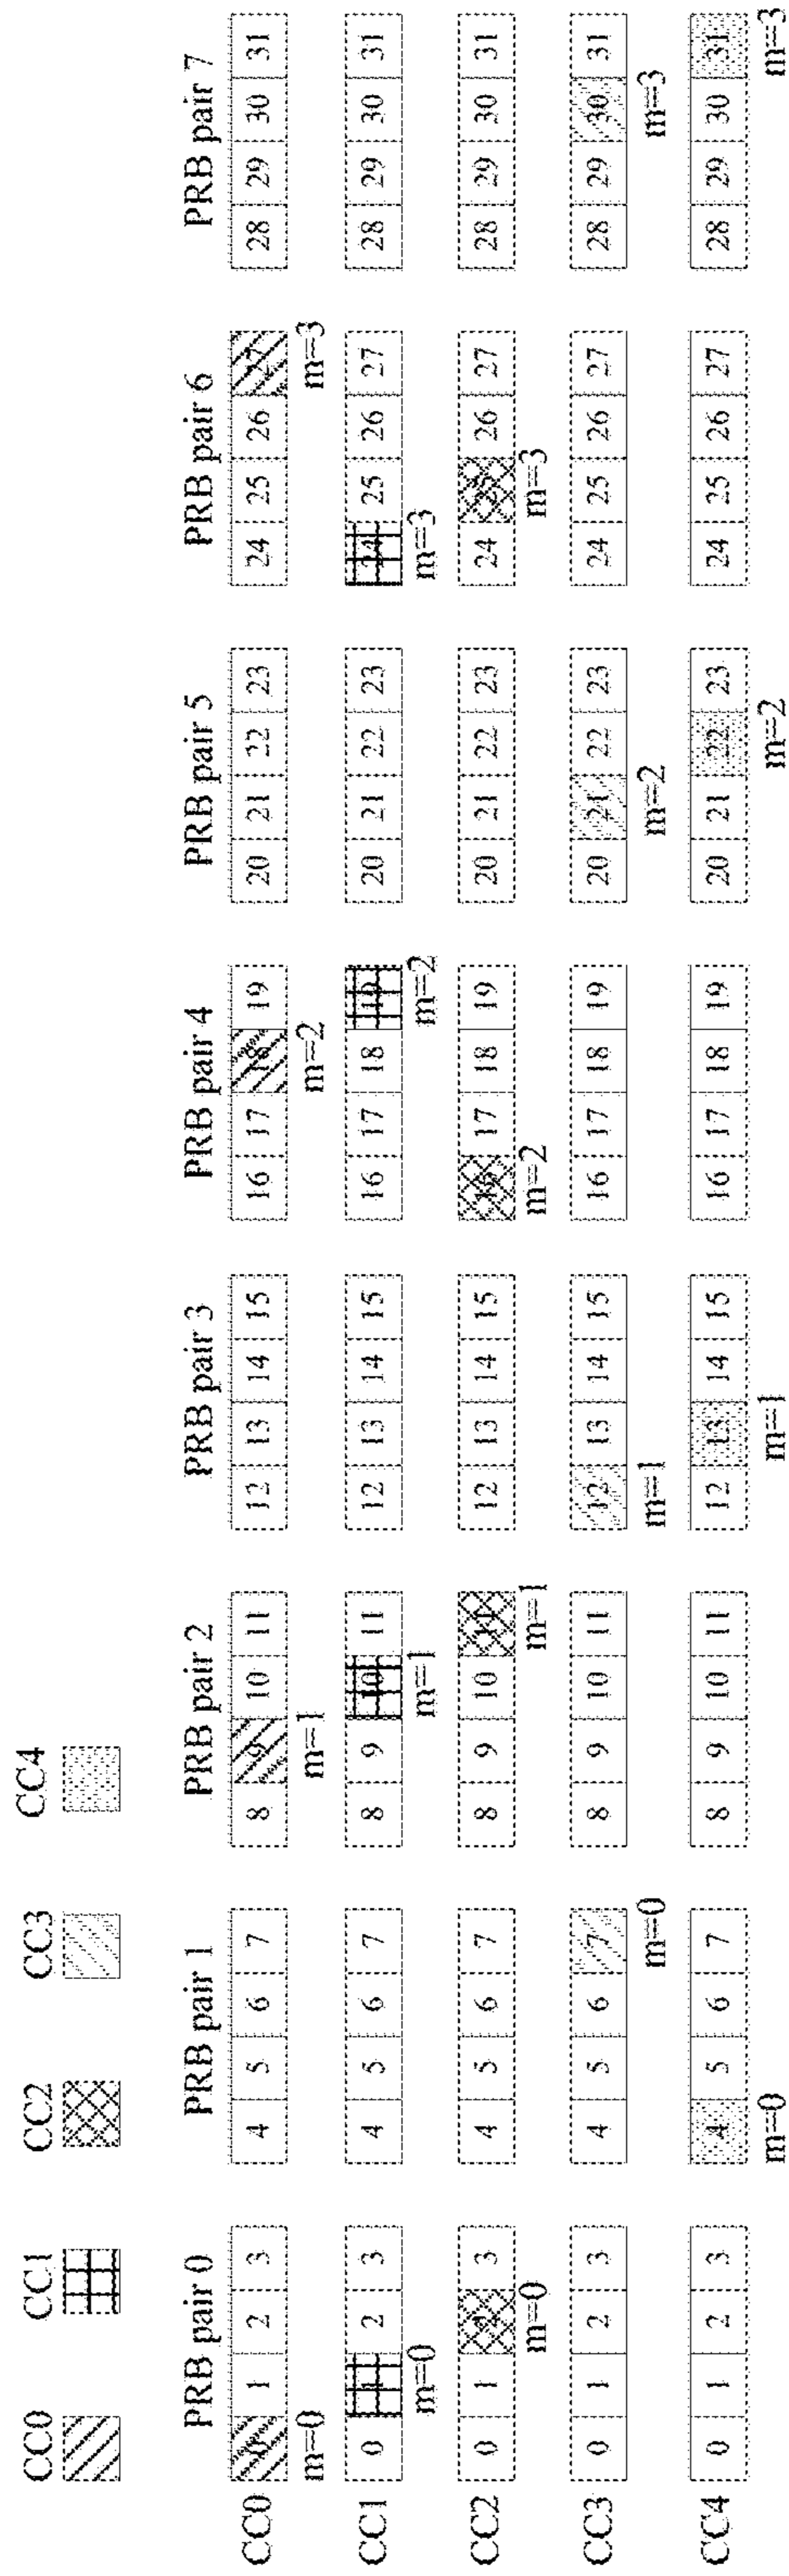 CC0 CC1 CC2 CC3 CC4
PRB pair 0 PRB pair 1 PRB pair 2 PRB pair 3 PRB pair 4 PRB pair 5 PRB pair 6 PRB pair 7
CC0 0 1 2 3 4 5 6 7 8 9 10 11 12 13 14 15 16 17 18 19 20 21 22 23 24 25 26 27 28 29 30 31
m=0 m=1 m=2 m=3
CC1 0 1 2 3 4 5 6 7 8 9 10 11 12 13 14 15 16 17 18 19 20 21 22 23 24 25 26 27 28 29 30 31
m=0 m=1 m=2 m=3
CC2 0 1 2 3 4 5 6 7 8 9 10 11 12 13 14 15 16 17 18 19 20 21 22 23 24 25 26 27 28 29 30 31
m=0 m=1 m=2 m=3
CC3 0 1 2 3 4 5 6 7 8 9 10 11 12 13 14 15 16 17 18 19 20 21 22 23 24 25 26 27 28 29 30 31
m=0 m=1 m=2 m=3
CC4 0 1 2 3 4 5 6 7 8 9 10 11 12 13 14 15 16 17 18 19 20 21 22 23 24 25 26 27 28 29 30 31
m=0 m=1 m=2 m=3